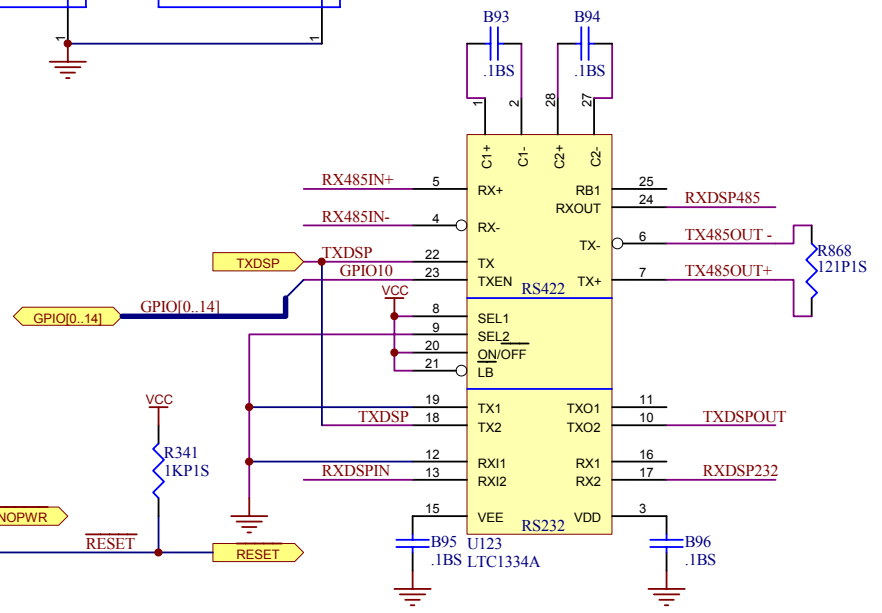 1
1
B93
B94
.1BS
.1BS
1
2
28
27
C1+
C1-
C2+
C2-
RX485IN+
5
RX+
RB1
25
RXOUT
24
RXDSP485
RX485IN-
4
RX-
TX-
6
TX485OUT -
TXDSP
TXDSP
22
TX
R868
121P1S
GPIO10
23
TXEN
TX+
7
TX485OUT+
RS422
VCC
GPIO[0..14]
GPIO[0..14]
8
SEL1
9
SEL2
20
ON/OFF
21
LB
VCC
19
TX1
TXO1
11
TXDSP
18
TX2
TXO2
10
TXDSPOUT
R341
1KP1S
12
RXI1
RX1
16
RXDSPIN
13
RXI2
RX2
17
RXDSP232
NOPWR
15
VEE
VDD
3
RS232
RESET
RESET
B95
.1BS
U123
LTC1334A
B96
.1BS